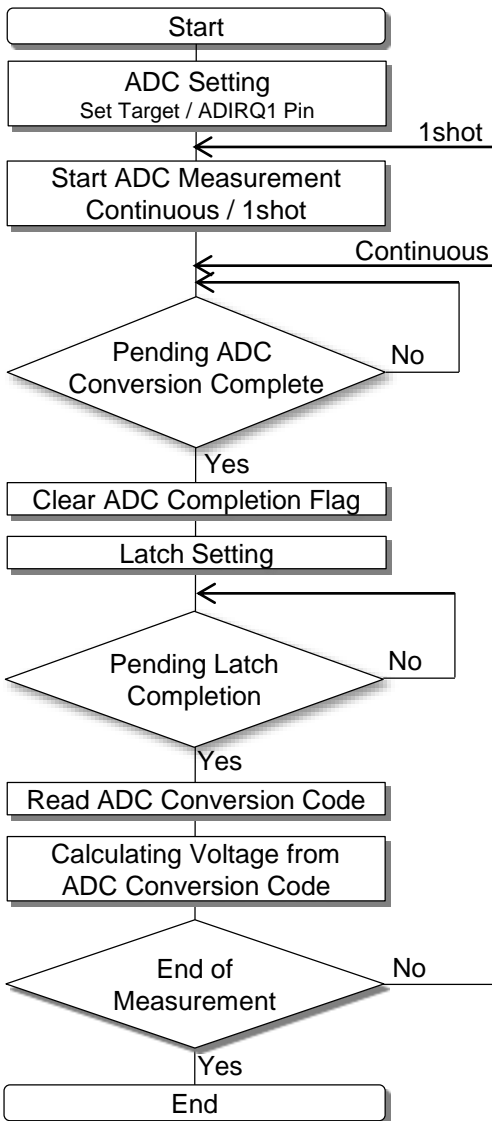 Start
ADC Setting
Set Target / ADIRQ1 Pin
1shot
Start ADC Measurement
Continuous / 1shot
Continuous
Pending ADC
Conversion Complete
No
Yes
Clear ADC Completion Flag
Latch Setting
Pending Latch
Completion
No
Yes
Read ADC Conversion Code
Calculating Voltage from
ADC Conversion Code
End of
Measurement
No
Yes
End